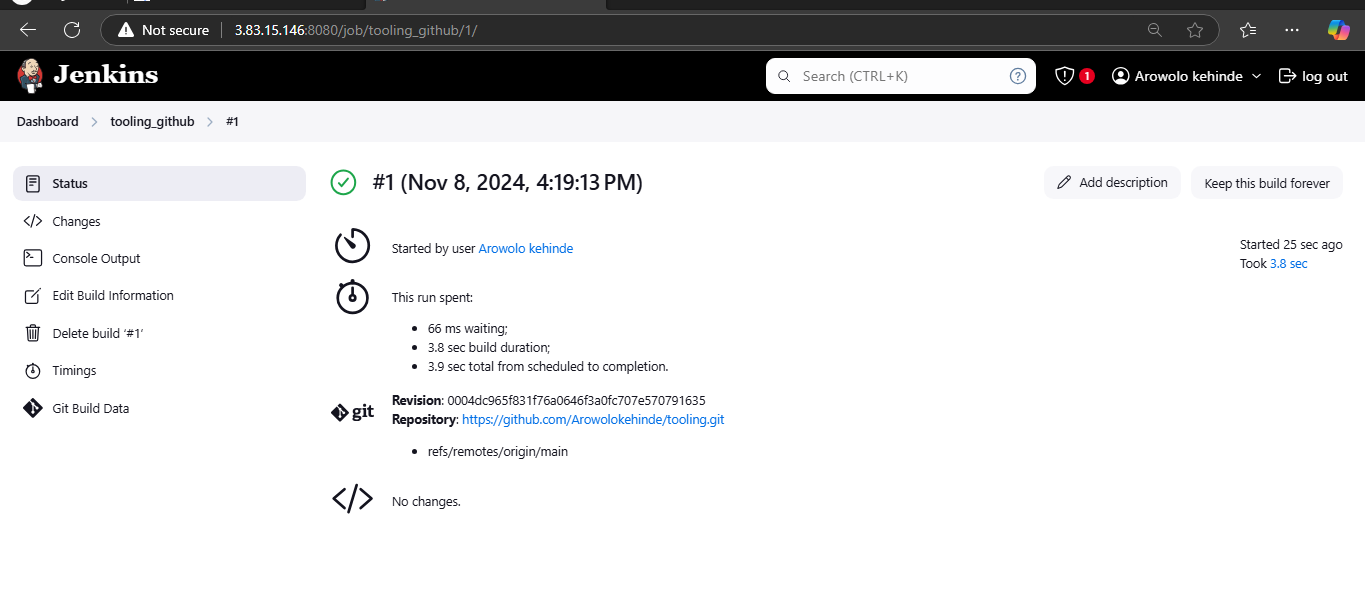 Not secure 3.83.15.146:8080/job/tooling_github/1/
Jenkins Search (CTRL+K) ? 1 Arowolo kehinde log out
Dashboard tooling_github #1
Status
Changes
Console Output
Edit Build Information
Delete build ‘#1’
Timings
Git Build Data
#1 (Nov 8, 2024, 4:19:13 PM)
Add description
Keep this build forever
Started by user Arowolo kehinde
Started 25 sec ago
Took 3.8 sec
This run spent:
66 ms waiting;
3.8 sec build duration;
3.9 sec total from scheduled to completion.
git
Revision: 0004dc965f831f76a0646f3a0fc707e570791635
Repository: https://github.com/Arowolokehinde/tooling.git
refs/remotes/origin/main
No changes.